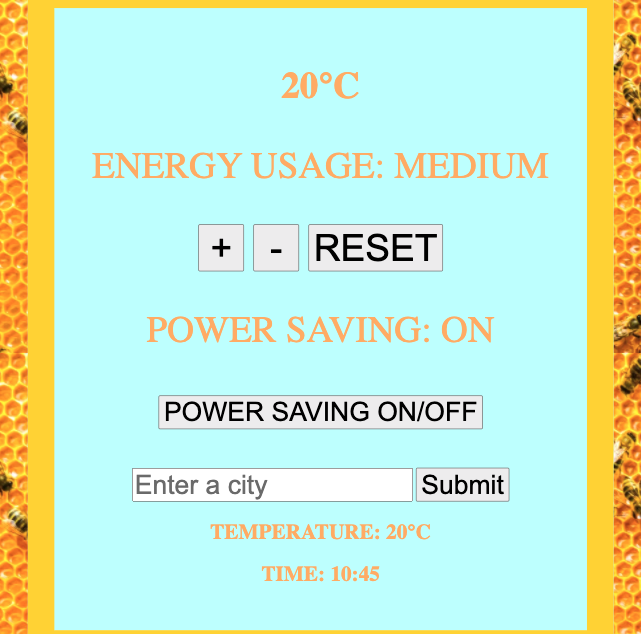 20°C
ENERGY USAGE: MEDIUM
+ - RESET
POWER SAVING: ON
POWER SAVING ON/OFF
Enter a city Submit
TEMPERATURE: 20°C
TIME: 10:45